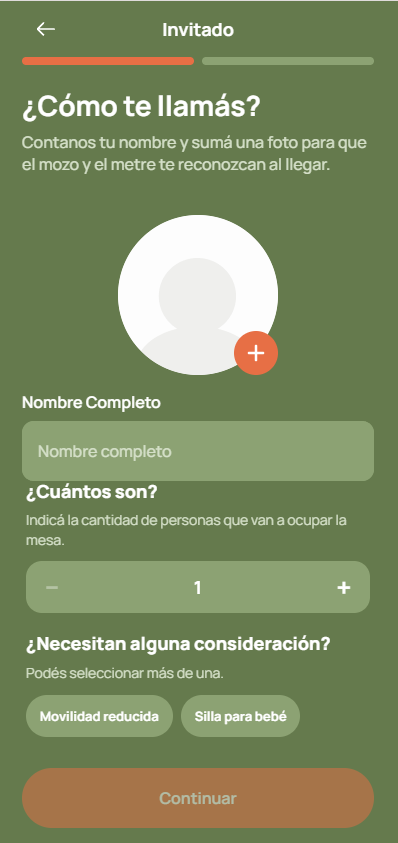 Invitado
¿Cómo te llamás?
Contanos tu nombre y sumá una foto para que
el mozo y el metre te reconozcan al llegar.
Nombre Completo
Nombre completo
¿Cuántos son?
Indicá la cantidad de personas que van a ocupar la
mesa.
− 1 +
¿Necesitan alguna consideración?
Podés seleccionar más de una.
Movilidad reducida Silla para bebé
Continuar